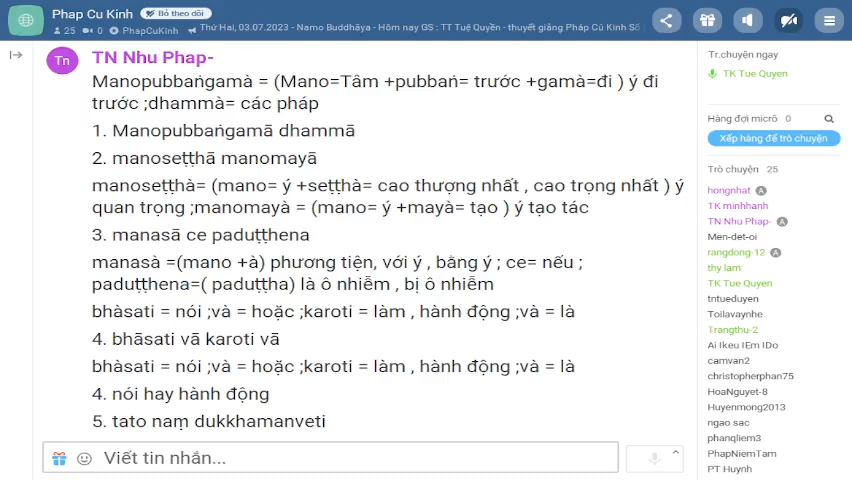 Phap Cu Kinh
Bỏ theo dõi
25 0 PhapCuKinh Thứ Hai, 03.07.2023 - Namo Buddhāya - Hôm nay GS : TT Tuệ Quyền - thuyết giảng Pháp Cú Kinh Số
Tn
TN Nhu Phap-
Manopubbaṅgamà = (Mano=Tâm +pubbaṅ= trước +gamà=đi ) ý đi
trước ;dhammà= các pháp
1. Manopubbaṅgamā dhammā
2. manoseṭṭhā manomayā
manoseṭṭhà= (mano= ý +seṭṭhà= cao thượng nhất , cao trọng nhất ) ý
quan trọng ;manomayà = (mano= ý +mayà= tạo ) ý tạo tác
3. manasā ce paduṭṭhena
manasà =(mano +à) phương tiện, với ý , bằng ý ; ce= nếu ;
paduṭṭhena=( paduṭṭha) là ô nhiễm , bị ô nhiễm
bhàsati = nói ;và = hoặc ;karoti = làm , hành động ;và = là
4. bhāsati vā karoti vā
bhàsati = nói ;và = hoặc ;karoti = làm , hành động ;và = là
4. nói hay hành động
5. tato naṃ dukkhamanveti
Viết tin nhắn...
Tr.chuyện ngay
TK Tue Quyen
Hàng đợi micrô 0
Xếp hàng để trò chuyện
Trò chuyện 25
hongnhat A
TK minhhanh
TN Nhu Phap- A
Men-det-oi
rangdong-12 A
thy lam
TK Tue Quyen
tntueduyen
Toilavaynhe
Trangthu-2
Ai Ikeu IEm IDo
camvan2
christopherphan75
HoaNguyet-8
Huyenmong2013
ngao sac
phanqliem3
PhapNiemTam
PT Huynh